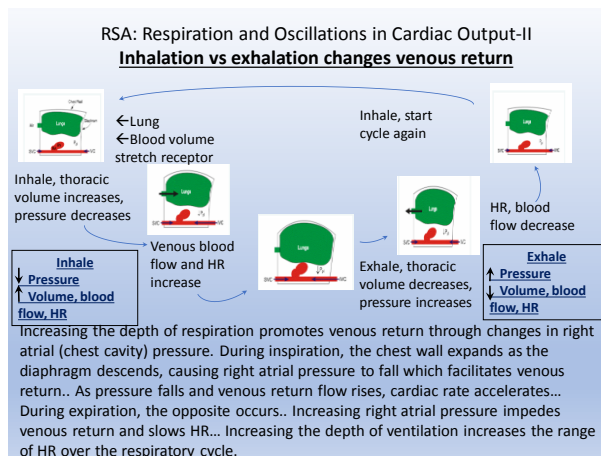 RSA: Respiration and Oscillations in Cardiac Output-II
Inhalation vs exhalation changes venous return
←Lung
←Blood volume
stretch receptor
Inhale, start
cycle again
Lungs
Lungs
Lungs
Lungs
Lungs
Inhale, thoracic
volume increases,
pressure decreases
Venous blood
flow and HR
increase
Exhale, thoracic
volume decreases,
pressure increases
HR, blood
flow decrease
Inhale
↓ Pressure
↑ Volume, blood
flow, HR
Exhale
↑ Pressure
↓ Volume, blood
flow, HR
Increasing the depth of respiration promotes venous return through changes in right
atrial (chest cavity) pressure. During inspiration, the chest wall expands as the
diaphragm descends, causing right atrial pressure to fall which facilitates venous
return.. As pressure falls and venous return flow rises, cardiac rate accelerates…
During expiration, the opposite occurs.. Increasing right atrial pressure impedes
venous return and slows HR… Increasing the depth of ventilation increases the range
of HR over the respiratory cycle.